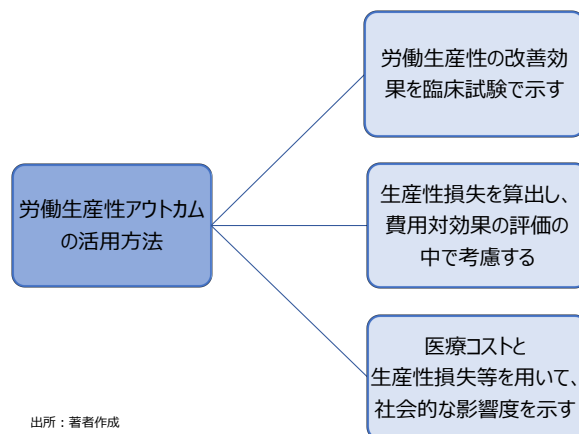 労働生産性の改善効
果を臨床試験で示す
労働生産性アウトカム
の活用方法
生産性損失を算出し、
費用対効果の評価の
中で考慮する
医療コストと
生産性損失等を用いて、
社会的な影響度を示す
出所：著者作成